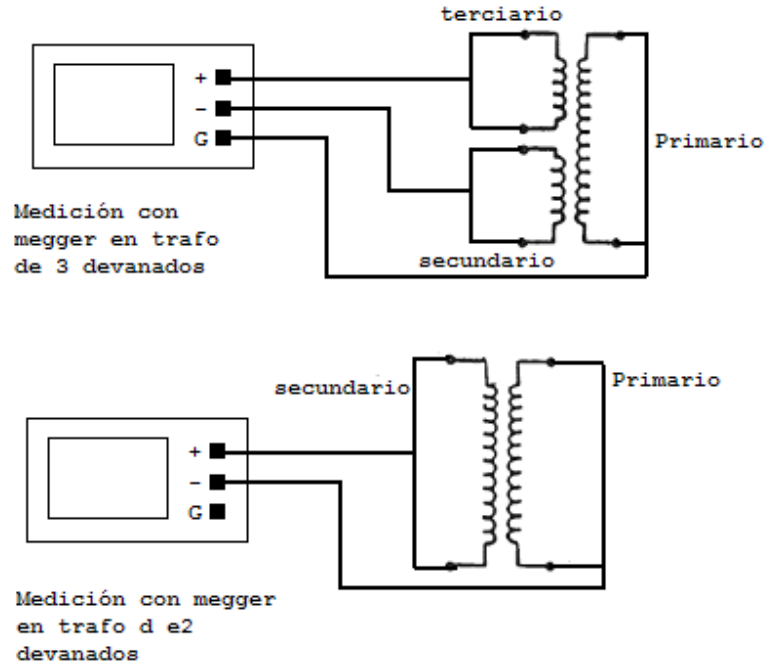 terciario
+
-
G
Primario
Medición con
megger en trafo
de 3 devanados
secundario
secundario
Primario
+
-
G
Medición con megger
en trafo d e2
devanados